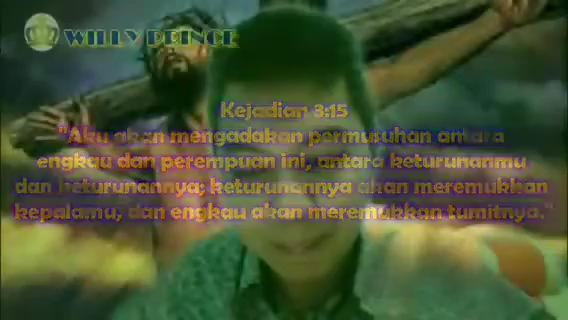 WILLY PRINCE
Kejadian 3:15
"Aku akan mengadakan permusuhan antara
engkau dan perempuan ini, antara keturunanmu
dan keturunannya; keturunannya akan meremukkan
kepalamu, dan engkau akan meremukkan tumitnya."